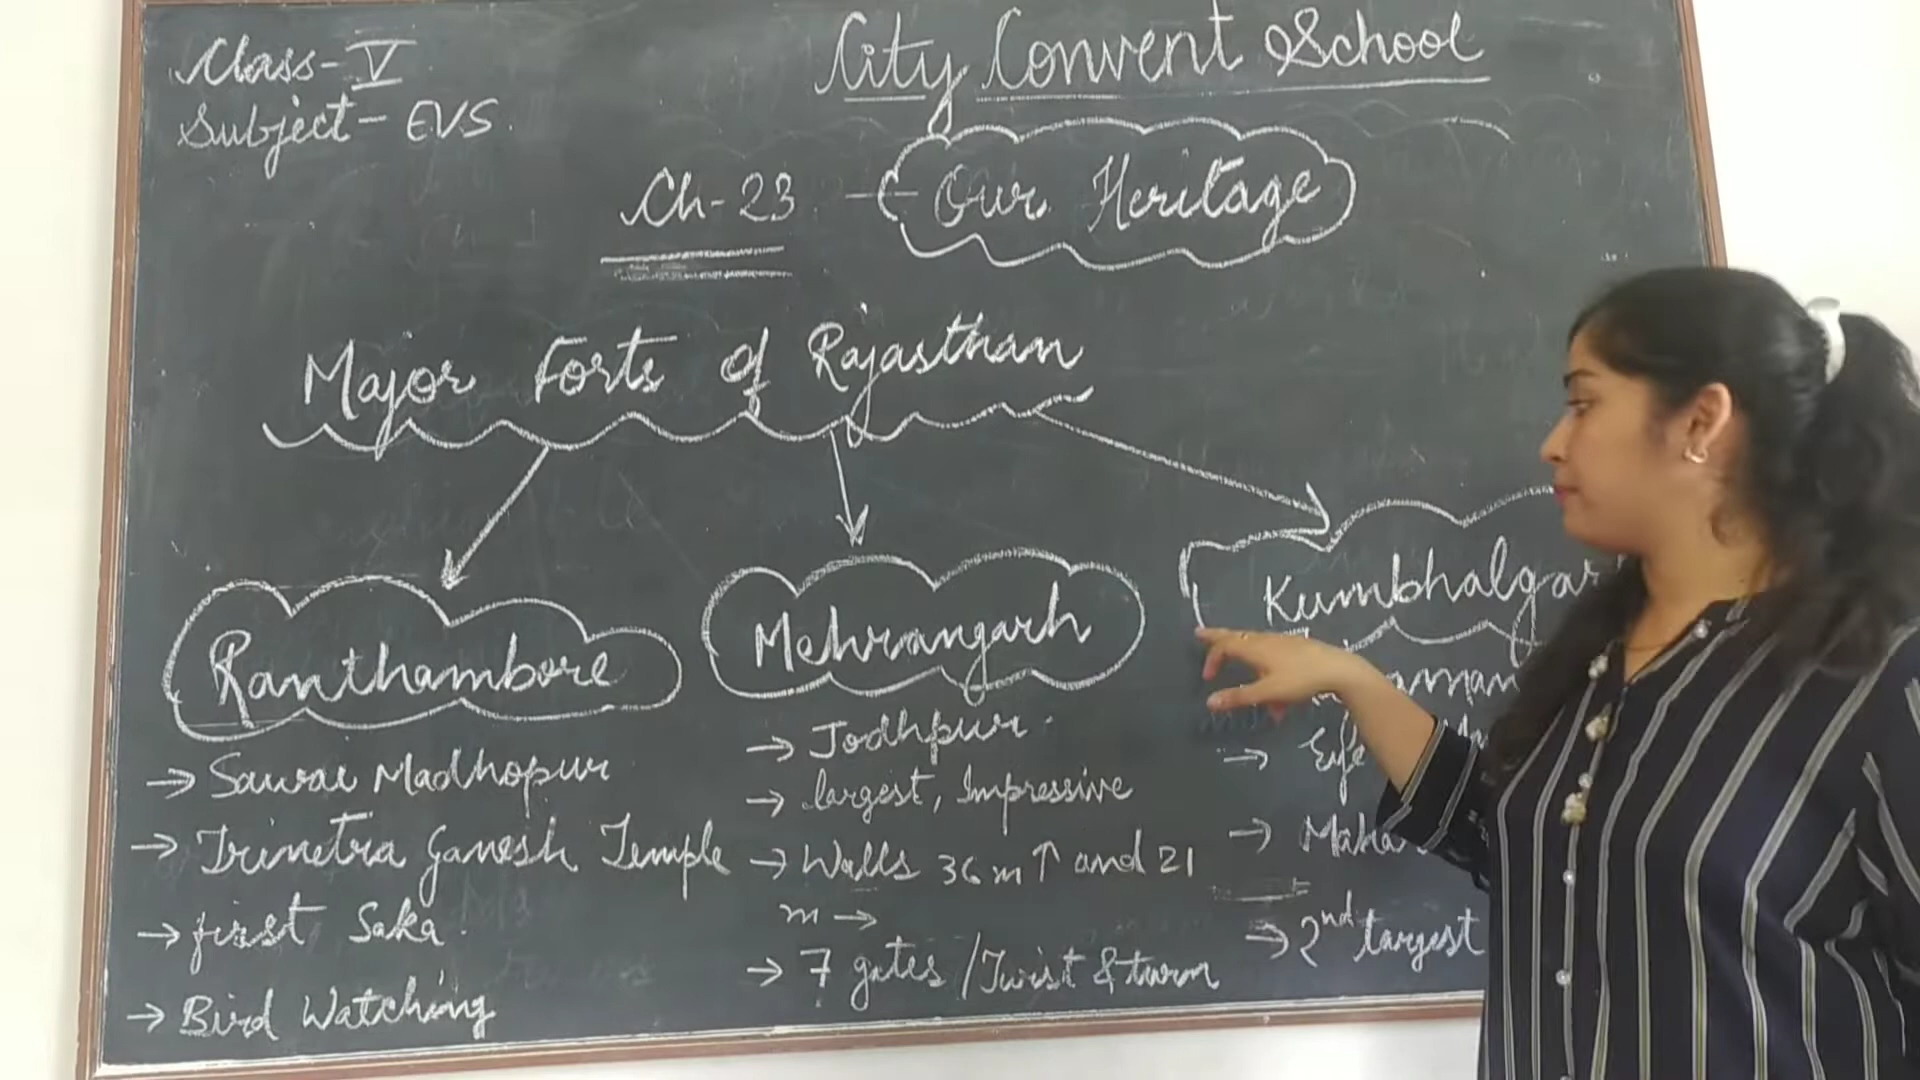 Class-V
Subject- EVS.
City Convent School
Ch-23 - Our Heritage
Major Forts of Rajasthan
Ranthambore
→ Sawai Madhopur
→ Trinetra Ganesh Temple
→ first Saka.
→ Bird Watching
Mehrangarh
→ Jodhpur.
→ largest, Impressive
→ Walls 36 m ↑ and 21
m →
→ 7 gates / Twist & turn
Kumbhalgar
→
→
→ 2nd largest